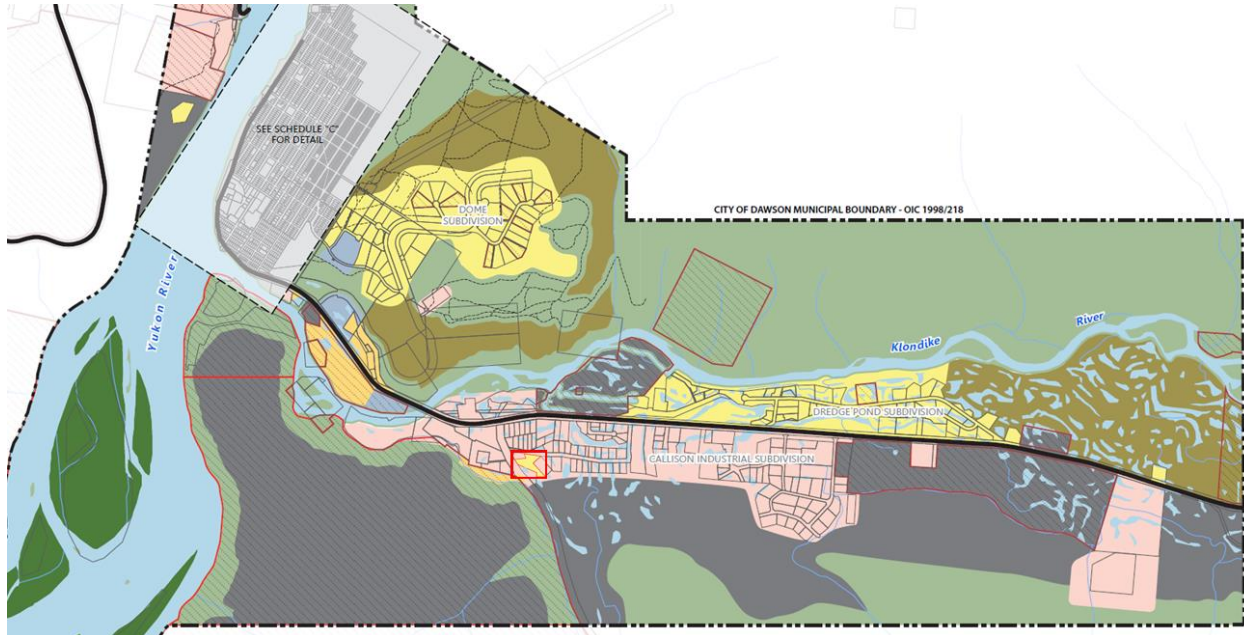 SEE SCHEDULE "C"
FOR DETAIL
DOME
SUBDIVISION
CITY OF DAWSON MUNICIPAL BOUNDARY - OIC 1998/218
Yukon River
Klondike River
DREDGE POND SUBDIVISION
CALLISON INDUSTRIAL SUBDIVISION